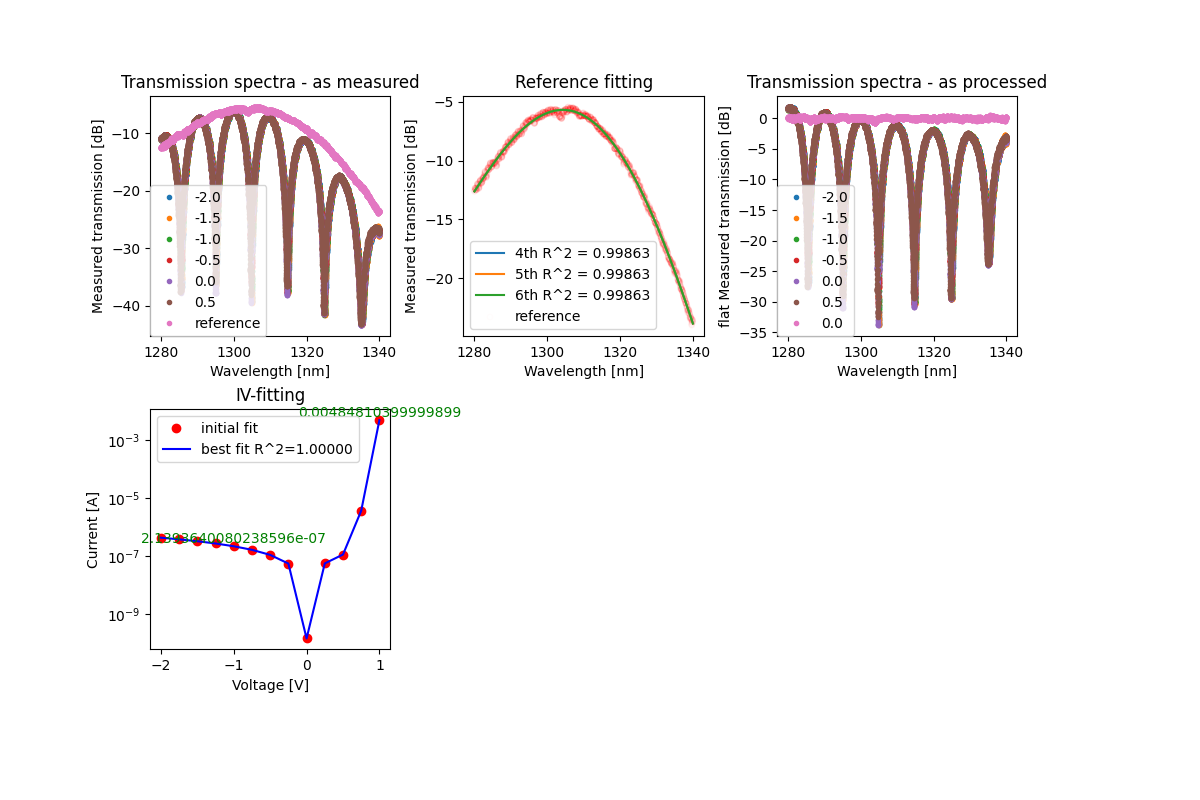 Transmission spectra - as measured
Measured transmission [dB]
−10
−20
−30
−40
-2.0
-1.5
-1.0
-0.5
0.0
0.5
reference
1280 1300 1320 1340
Wavelength [nm]
Reference fitting
Measured transmission [dB]
−5
−10
−15
−20
4th R^2 = 0.99863
5th R^2 = 0.99863
6th R^2 = 0.99863
reference
1280 1300 1320 1340
Wavelength [nm]
Transmission spectra - as processed
flat Measured transmission [dB]
0
−5
−10
−15
−20
−25
−30
−35
-2.0
-1.5
-1.0
-0.5
0.0
0.5
0.0
1280 1300 1320 1340
Wavelength [nm]
IV-fitting
0.00484810399999899
initial fit
best fit R^2=1.00000
Current [A]
10−3
10−5
10−7
10−9
−2 −1 0 1
Voltage [V]